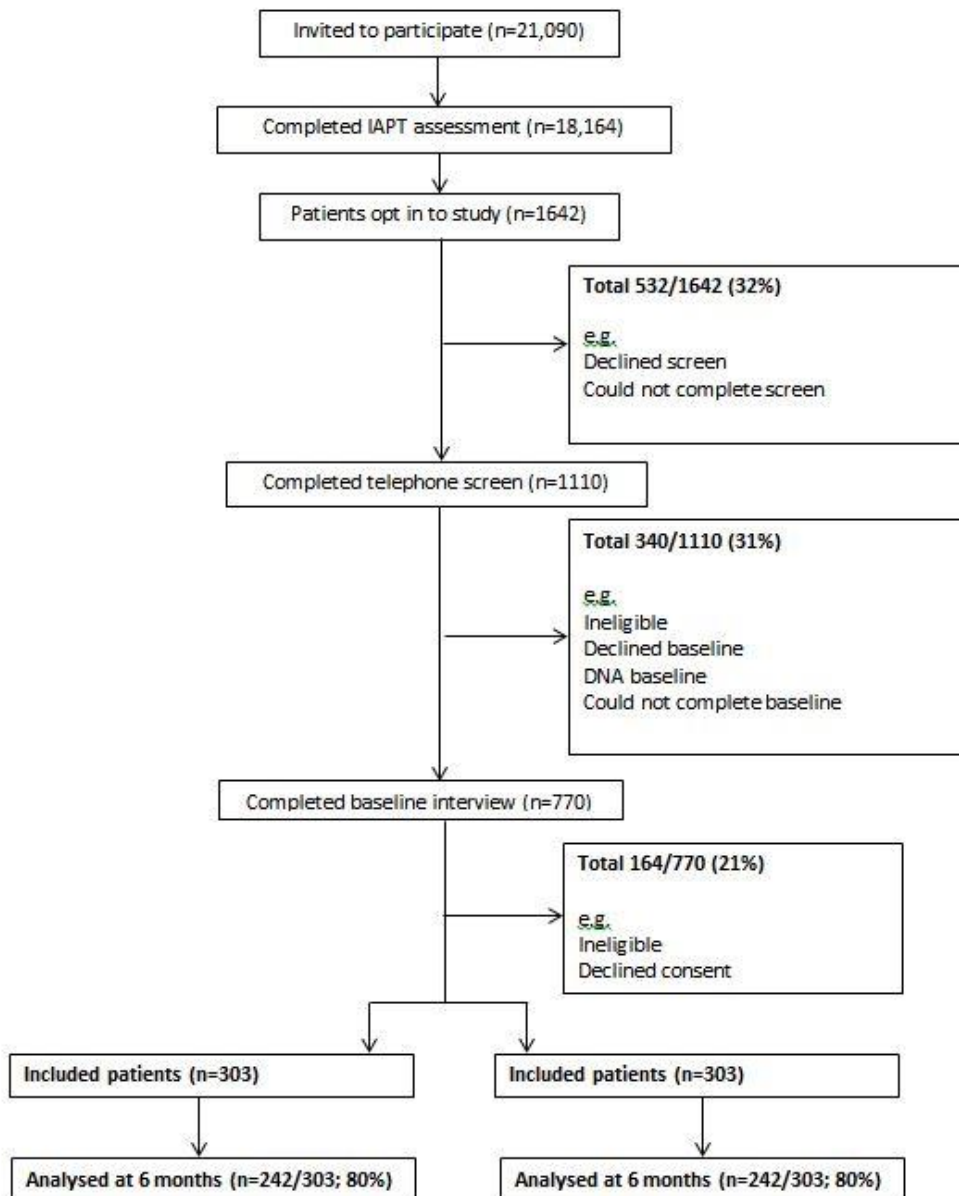 Invited to participate (n=21,090)
Completed IAPT assessment (n=18,164)
Patients opt in to study (n=1642)
Total 532/1642 (32%)
e.g.
Declined screen
Could not complete screen
Completed telephone screen (n=1110)
Total 340/1110 (31%)
e.g.
Ineligible
Declined baseline
DNA baseline
Could not complete baseline
Completed baseline interview (n=770)
Total 164/770 (21%)
e.g.
Ineligible
Declined consent
Included patients (n=303)
Included patients (n=303)
Analysed at 6 months (n=242/303; 80%)
Analysed at 6 months (n=242/303; 80%)